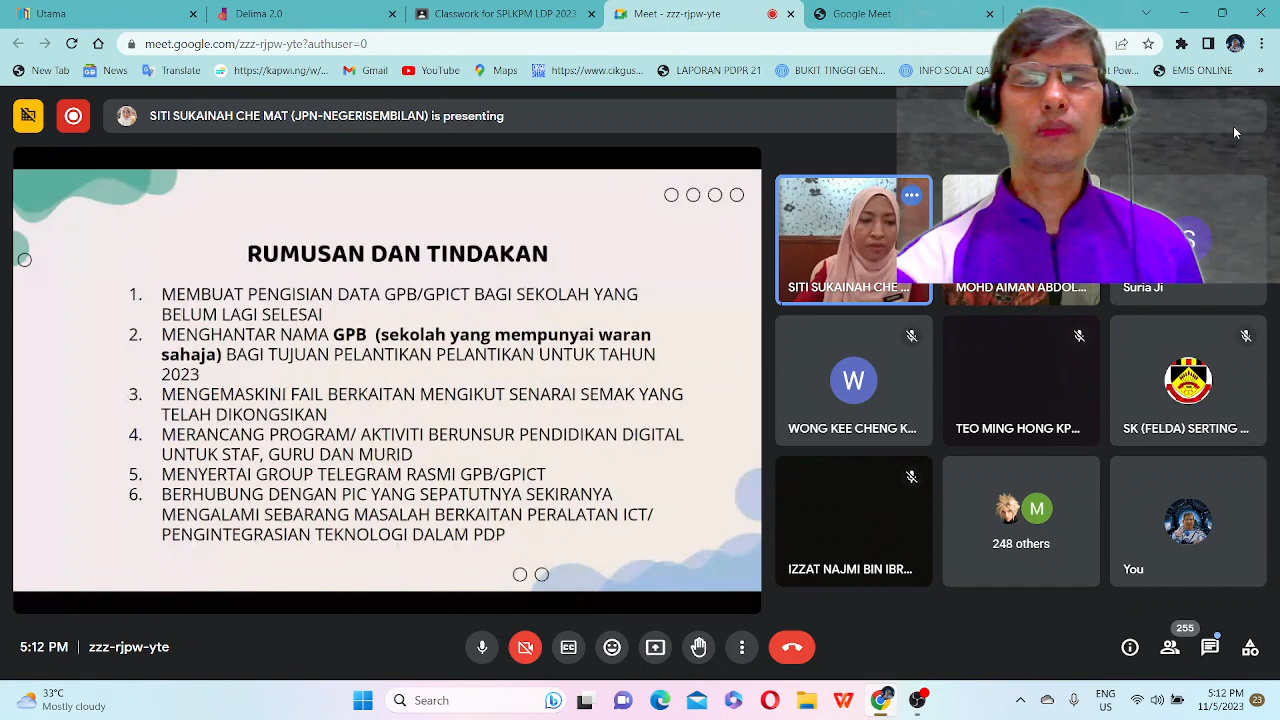 Utama
Delima 2.0
Classwork for SPLKPM LDP 2023
Meet - zzz-rjpw-yte
Google Meet
meet.google.com/zzz-rjpw-yte?authuser=0
New Tab
News
Translate
https://kangarlv.g...
Gmail
YouTube
Maps
https://www.cikgus...
LAPORAN PDPR 21
BUKIT TINGGI GEN...
INFO SOLAT
EMIS ONLINE
»
SITI SUKAINAH CHE MAT (JPN-NEGERISEMBILAN) is presenting
RUMUSAN DAN TINDAKAN
1. MEMBUAT PENGISIAN DATA GPB/GPICT BAGI SEKOLAH YANG
BELUM LAGI SELESAI
2. MENGHANTAR NAMA GPB (sekolah yang mempunyai waran
sahaja) BAGI TUJUAN PELANTIKAN PELANTIKAN UNTUK TAHUN
2023
3. MENGEMASKINI FAIL BERKAITAN MENGIKUT SENARAI SEMAK YANG
TELAH DIKONGSIKAN
4. MERANCANG PROGRAM/ AKTIVITI BERUNSUR PENDIDIKAN DIGITAL
UNTUK STAF, GURU DAN MURID
5. MENYERTAI GROUP TELEGRAM RASMI GPB/GPICT
6. BERHUBUNG DENGAN PIC YANG SEPATUTNYA SEKIRANYA
MENGALAMI SEBARANG MASALAH BERKAITAN PERALATAN ICT/
PENGINTEGRASIAN TEKNOLOGI DALAM PDP
SITI SUKAINAH CHE ...
MOHD AIMAN ABDOL...
S
Suria Ji
W
WONG KEE CHENG K...
TEO MING HONG KP...
SK (FELDA) SERTING ...
IZZAT NAJMI BIN IBR...
M
248 others
You
5:12 PM | zzz-rjpw-yte
255
33°C
Mostly cloudy
Search
ENG
US
5:12 PM
11/5/2023
23